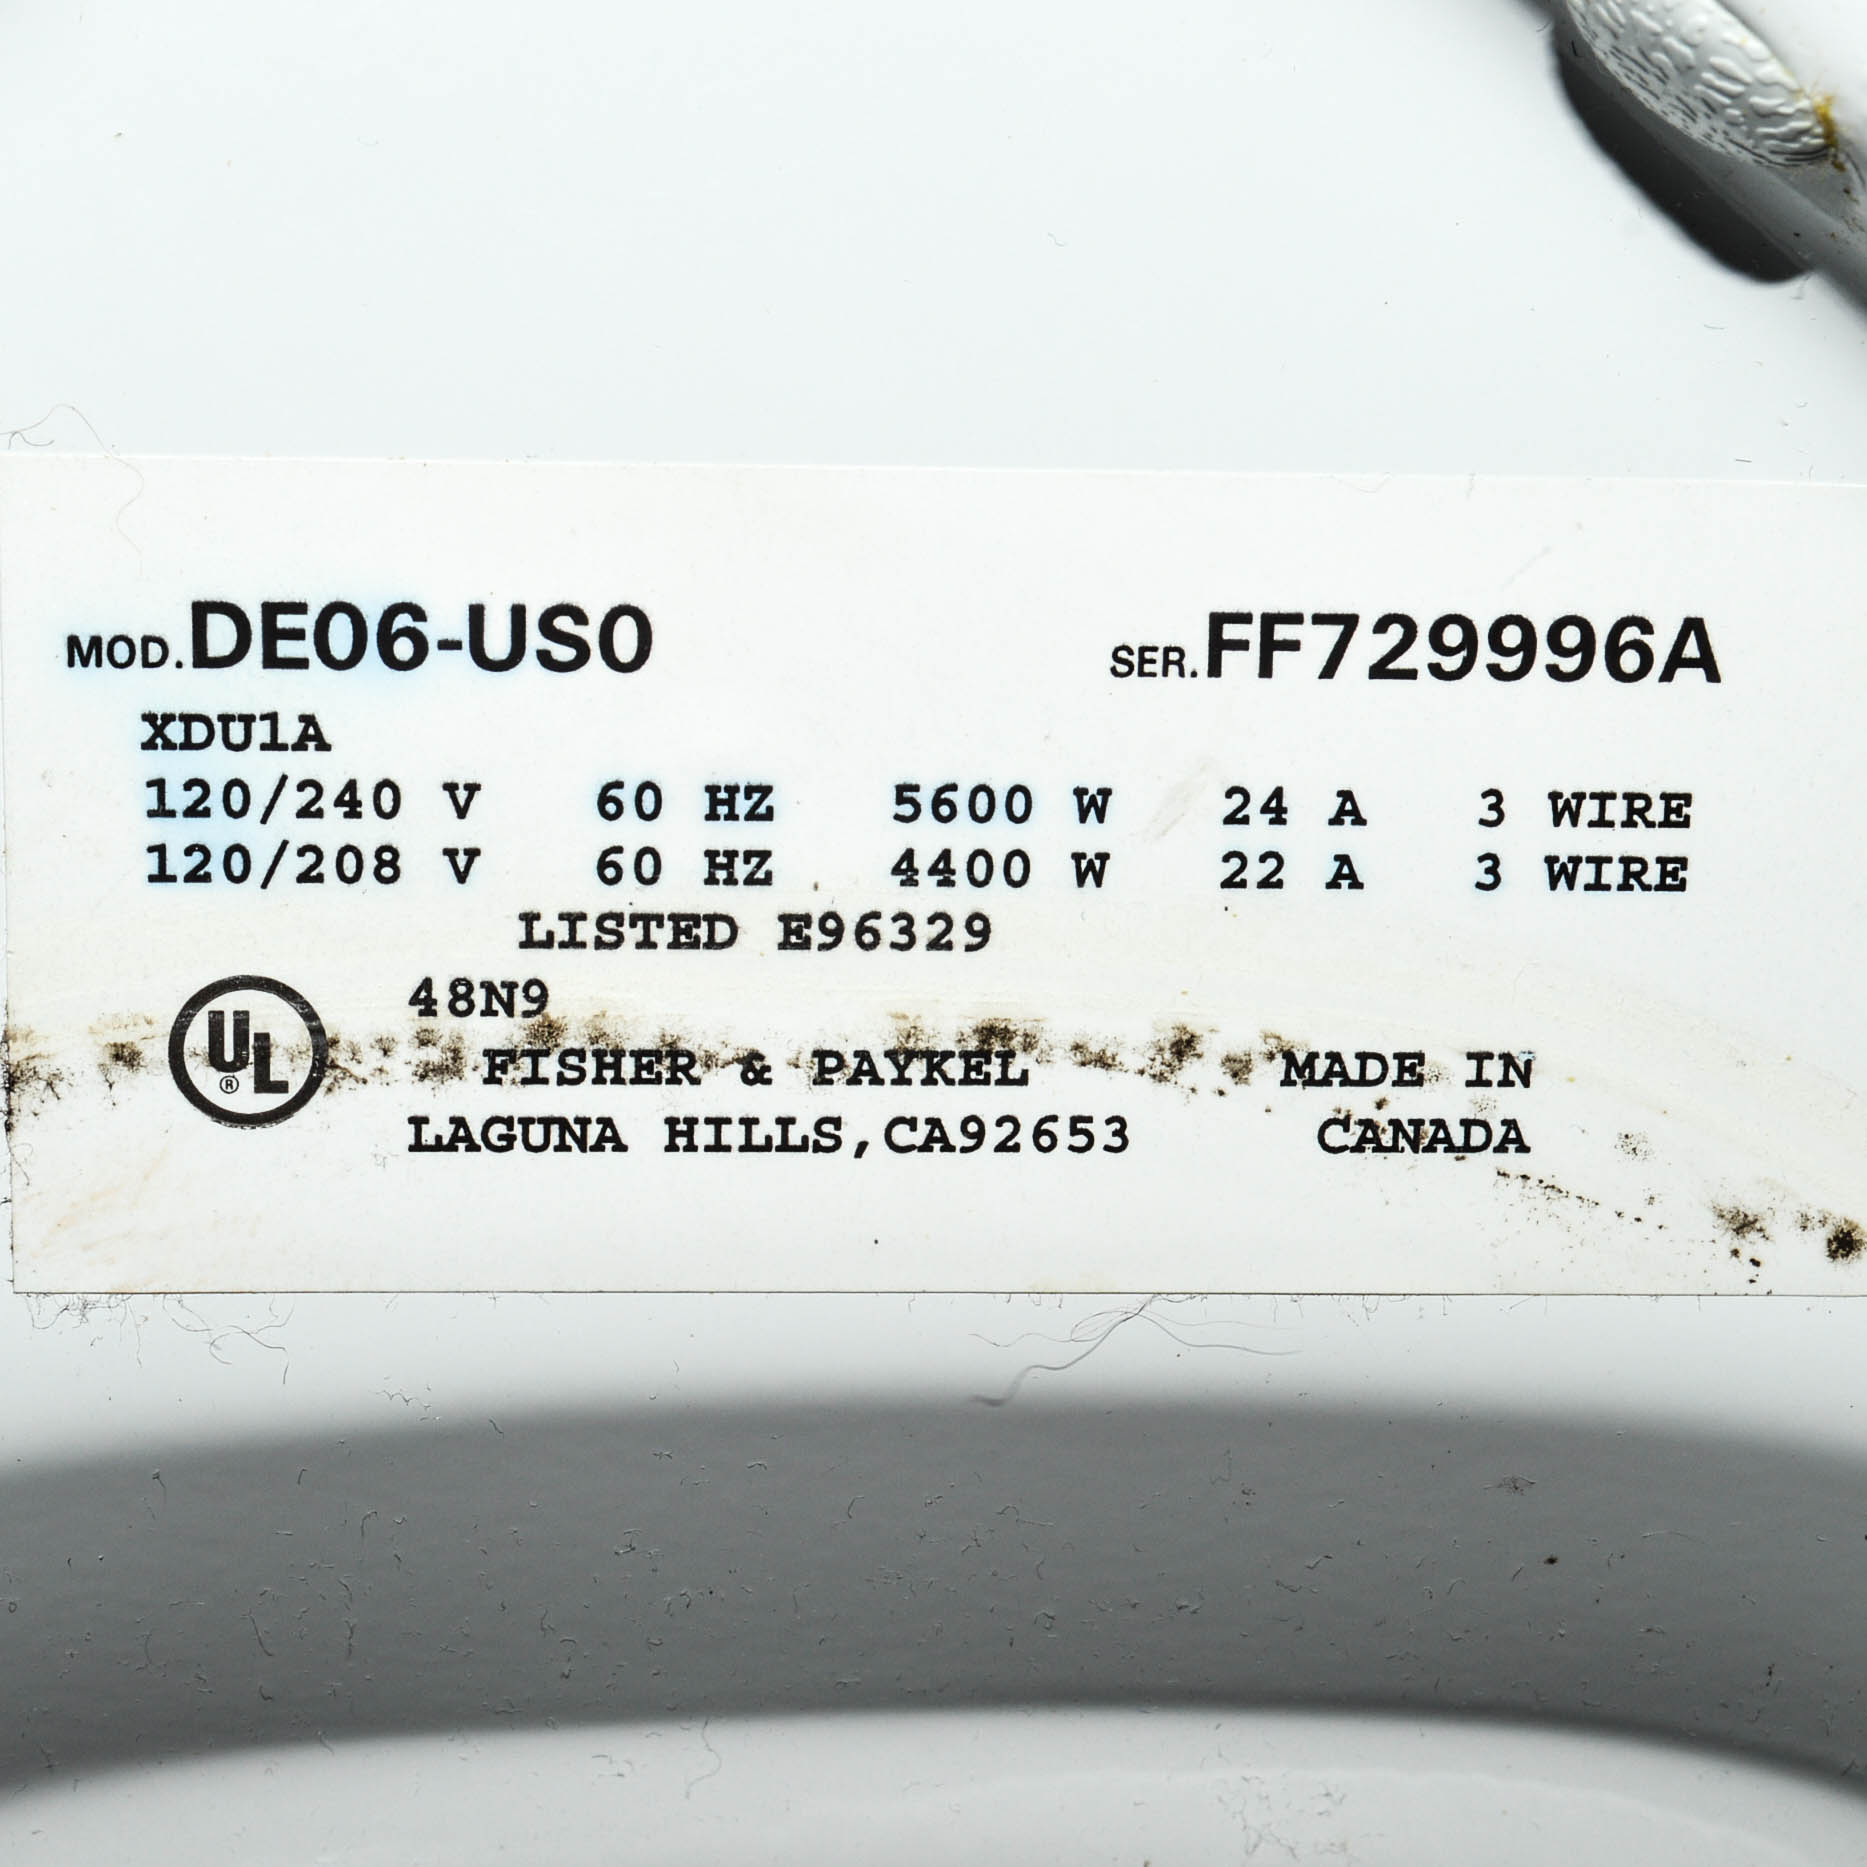 MOD. DE06-US0 SER. FF729996A
XDU1A
120/240 V 60 HZ 5600 W 24 A 3 WIRE
120/208 V 60 HZ 4400 W 22 A 3 WIRE
LISTED E96329
48N9
UL ®
FISHER & PAYKEL MADE IN
LAGUNA HILLS,CA92653 CANADA